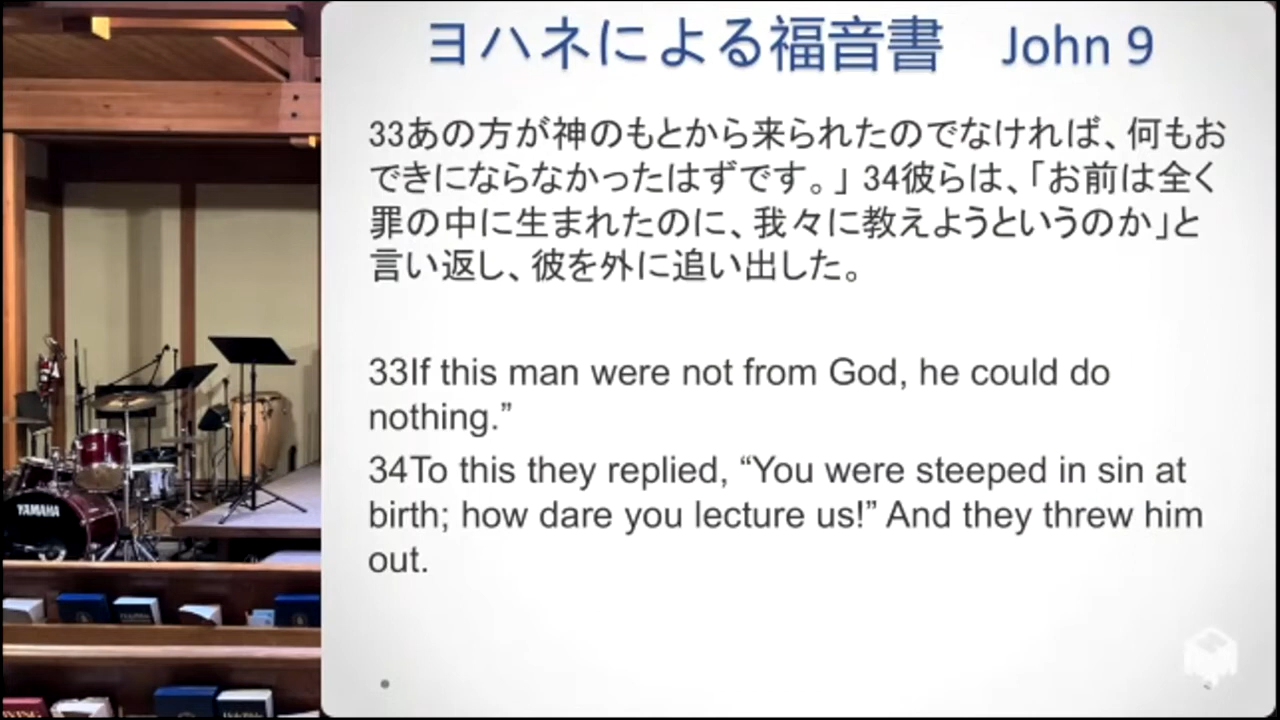 ヨハネによる福音書　John 9
33あの方が神のもとから来られたのでなければ、何もお
できにならなかったはずです。」 34彼らは、「お前は全く
罪の中に生まれたのに、我々に教えようというのか」と
言い返し、彼を外に追い出した。
33If this man were not from God, he could do
nothing.”
34To this they replied, “You were steeped in sin at
birth; how dare you lecture us!” And they threw him
out.
YAMAHA